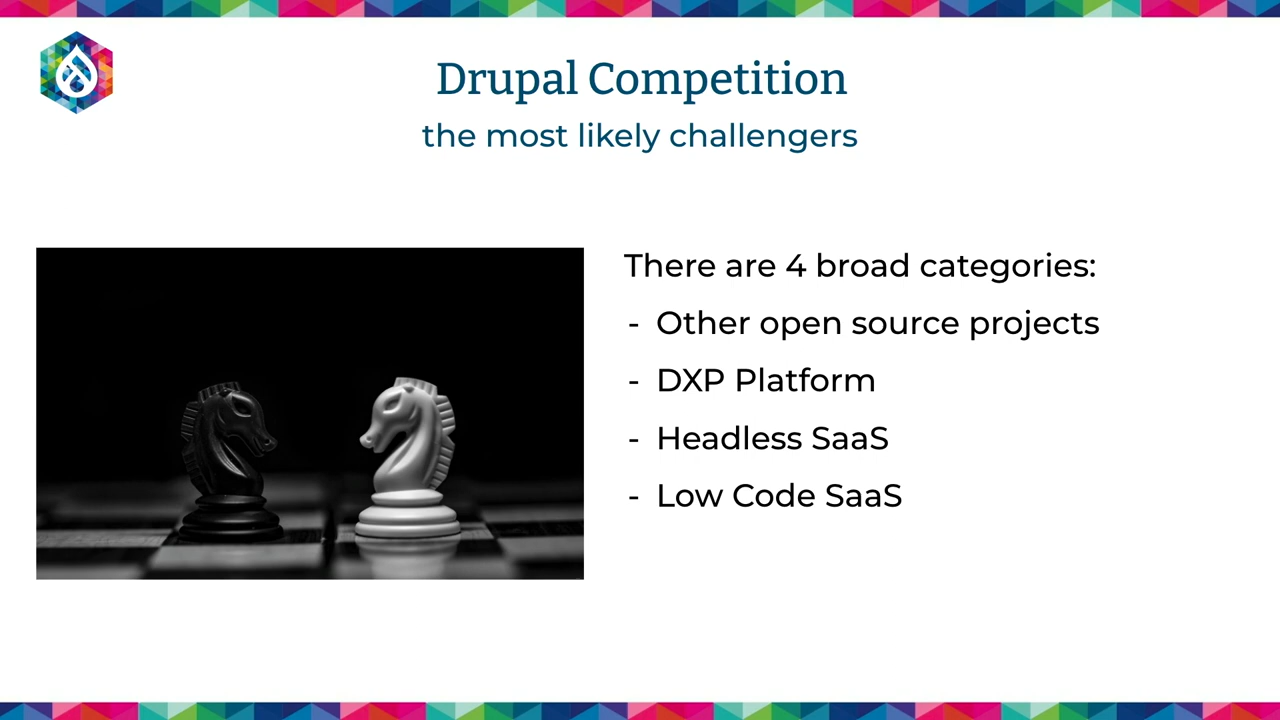 Drupal Competition
the most likely challengers
There are 4 broad categories:
- Other open source projects
- DXP Platform
- Headless SaaS
- Low Code SaaS